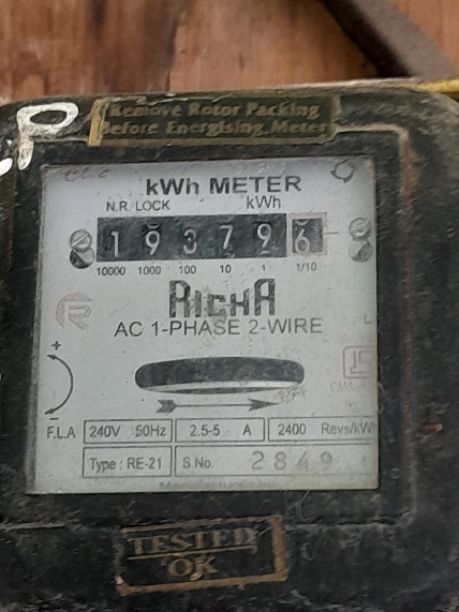 Remove Rotor Packing
Before Energising Meter
kWh METER
N.R. LOCK kWh
1 9 3 7 9 6
10000 1000 100 10 1 1/10
RICHA
AC 1-PHASE 2-WIRE
+
-
F.L.A 240V 50Hz 2.5-5 A 2400 Revs/kW
Type : RE-21 S.No. 2849
TESTED
OK